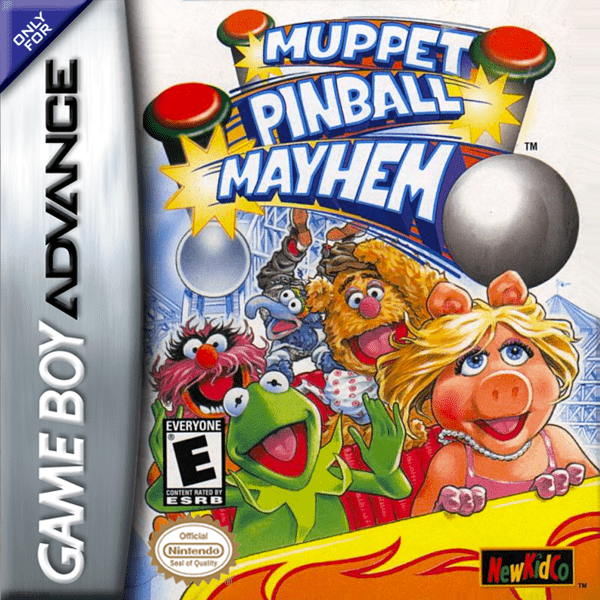 ONLY
FOR
GAME BOY ADVANCE
MUPPET
PINBALL
MAYHEM
TM
EVERYONE
E
®
CONTENT RATED BY
ESRB
Official
Nintendo
Seal of Quality
NewKidCo
TM